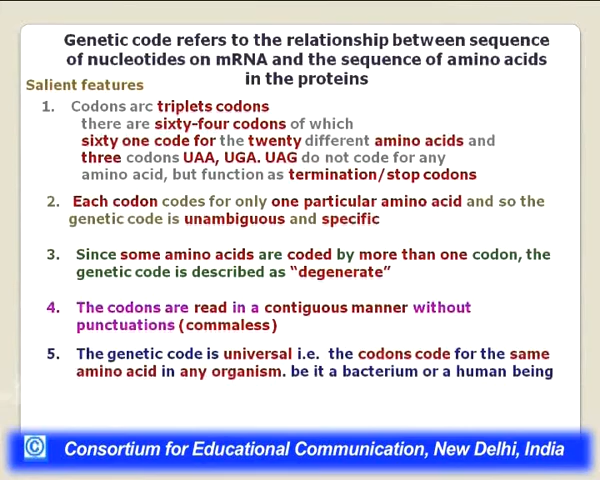 Genetic code refers to the relationship between sequence
of nucleotides on mRNA and the sequence of amino acids
in the proteins
Salient features
1. Codons arc triplets codons
there are sixty-four codons of which
sixty one code for the twenty different amino acids and
three codons UAA, UGA. UAG do not code for any
amino acid, but function as termination/stop codons
2. Each codon codes for only one particular amino acid and so the
genetic code is unambiguous and specific
3. Since some amino acids are coded by more than one codon, the
genetic code is described as “degenerate”
4. The codons are read in a contiguous manner without
punctuations (commaless)
5. The genetic code is universal i.e. the codons code for the same
amino acid in any organism. be it a bacterium or a human being
© Consortium for Educational Communication, New Delhi, India